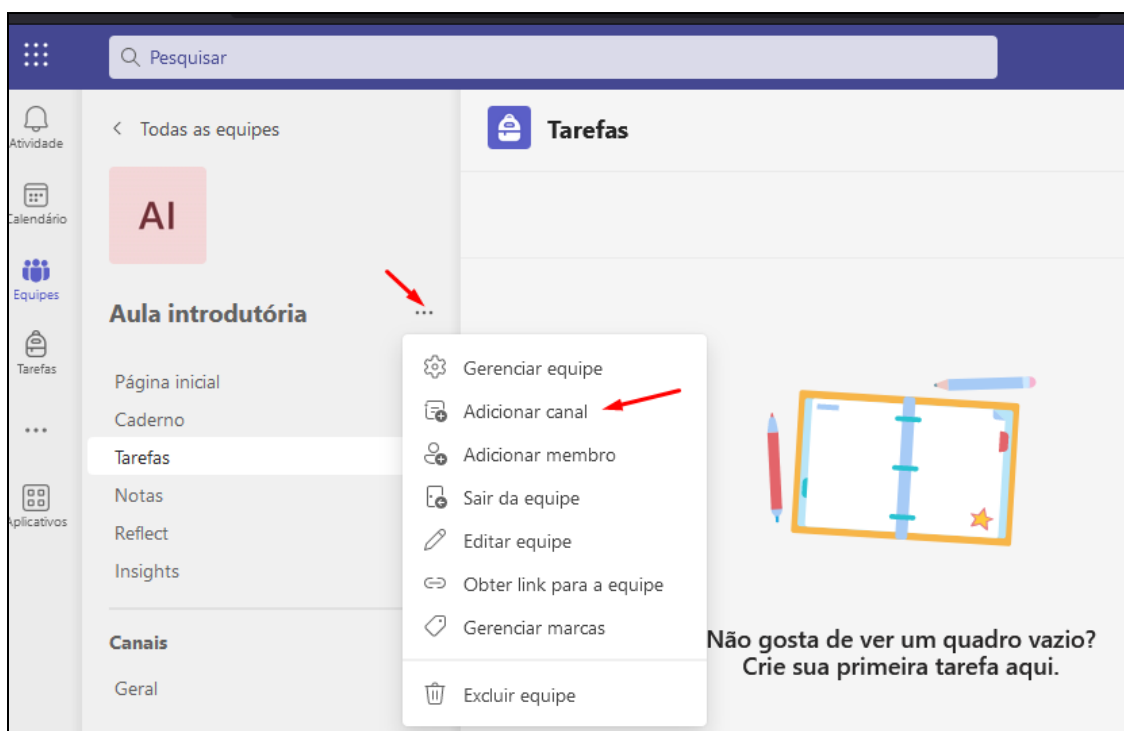 Pesquisar
Atividade
Calendário
Equipes
Tarefas
Aplicativos
Todas as equipes
AI
Aula introdutória
...
Página inicial
Caderno
Tarefas
Notas
Reflect
Insights
Canais
Geral
Gerenciar equipe
Adicionar canal
Adicionar membro
Sair da equipe
Editar equipe
Obter link para a equipe
Gerenciar marcas
Excluir equipe
Tarefas
Não gosta de ver um quadro vazio?
Crie sua primeira tarefa aqui.